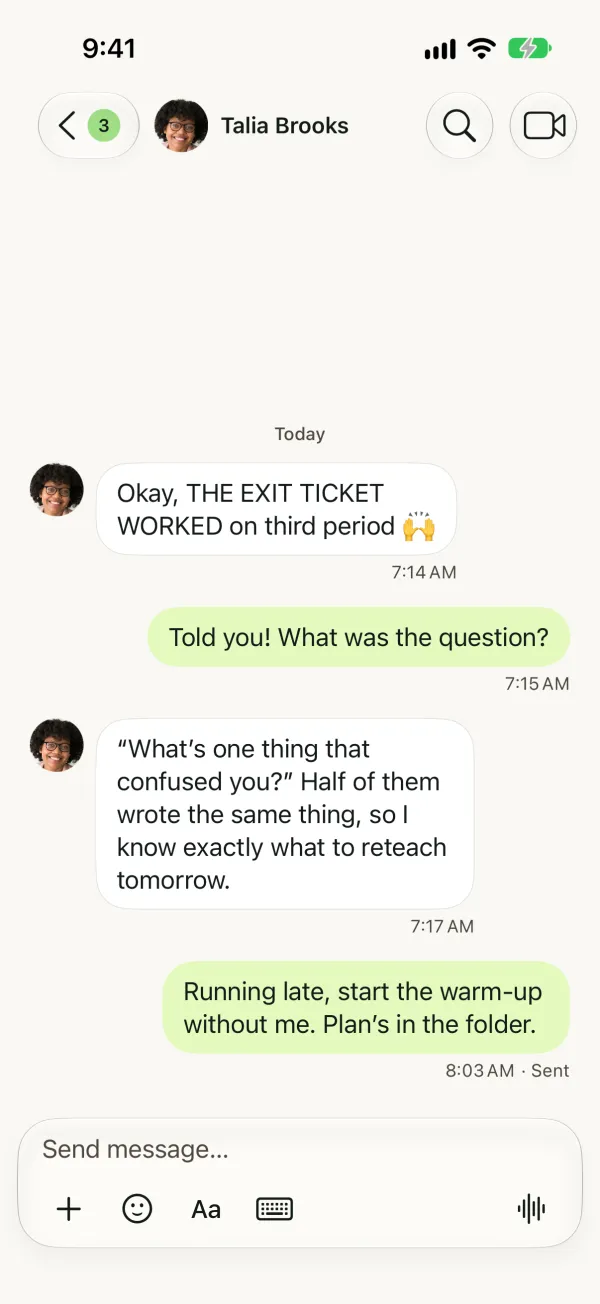 9:41
3
Talia Brooks
Today
Okay, THE EXIT TICKET
WORKED on third period 🙌
7:14 AM
Told you! What was the question?
7:15 AM
“What’s one thing that
confused you?” Half of them
wrote the same thing, so I
know exactly what to reteach
tomorrow.
7:17 AM
Running late, start the warm-up
without me. Plan’s in the folder.
8:03 AM · Sent
Send message...
Aa